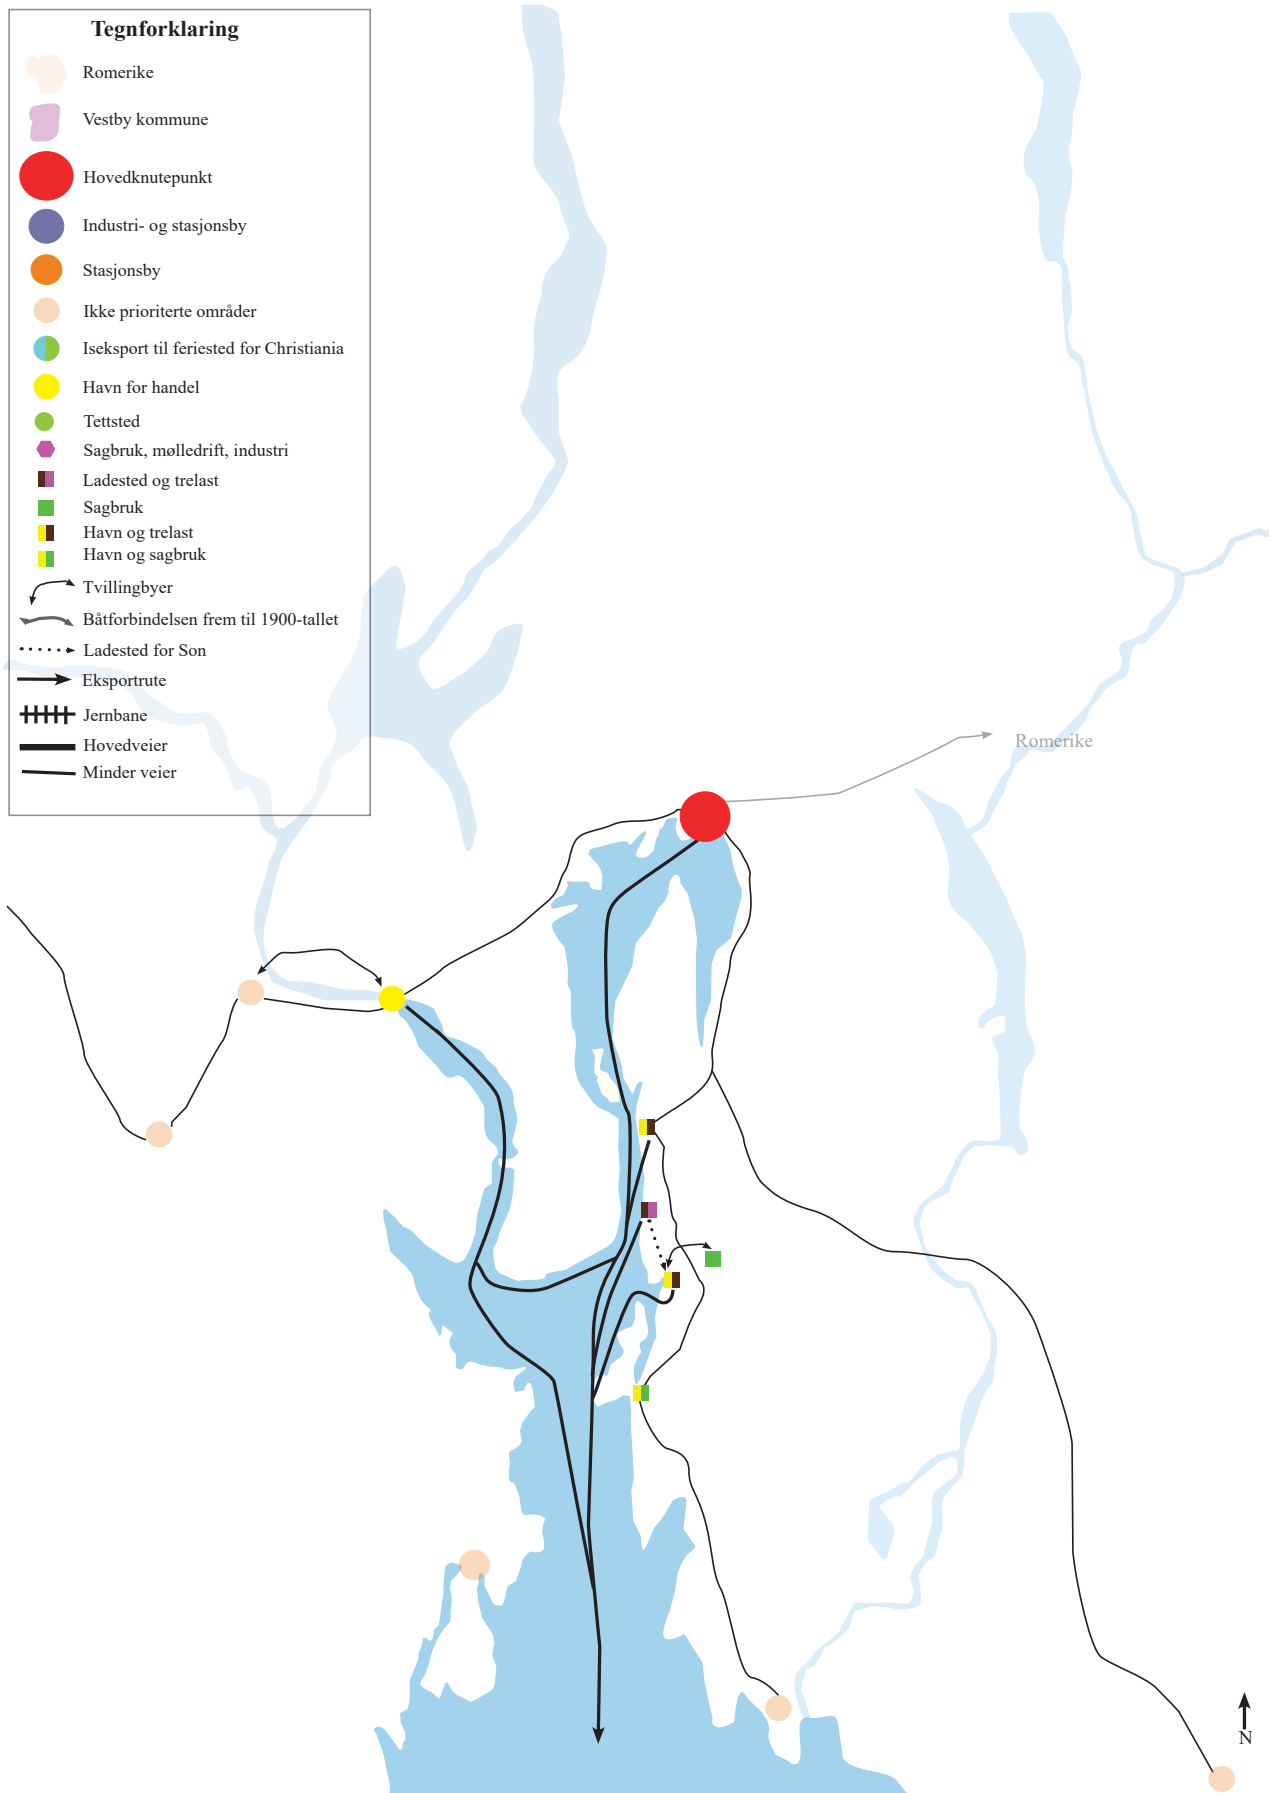 Tegnforklaring
Romerike
Vestby kommune
Hovedknutepunkt
Industri- og stasjonsby
Stasjonsby
Ikke prioriterte områder
Iseksport til feriested for Christiania
Havn for handel
Tettsted
Sagbruk, mølledrift, industri
Ladested og trelast
Sagbruk
Havn og trelast
Havn og sagbruk
Tvillingbyer
Båtforbindelsen frem til 1900-tallet
Ladested for Son
Eksportrute
Jernbane
Hovedveier
Minder veier
Romerike
N